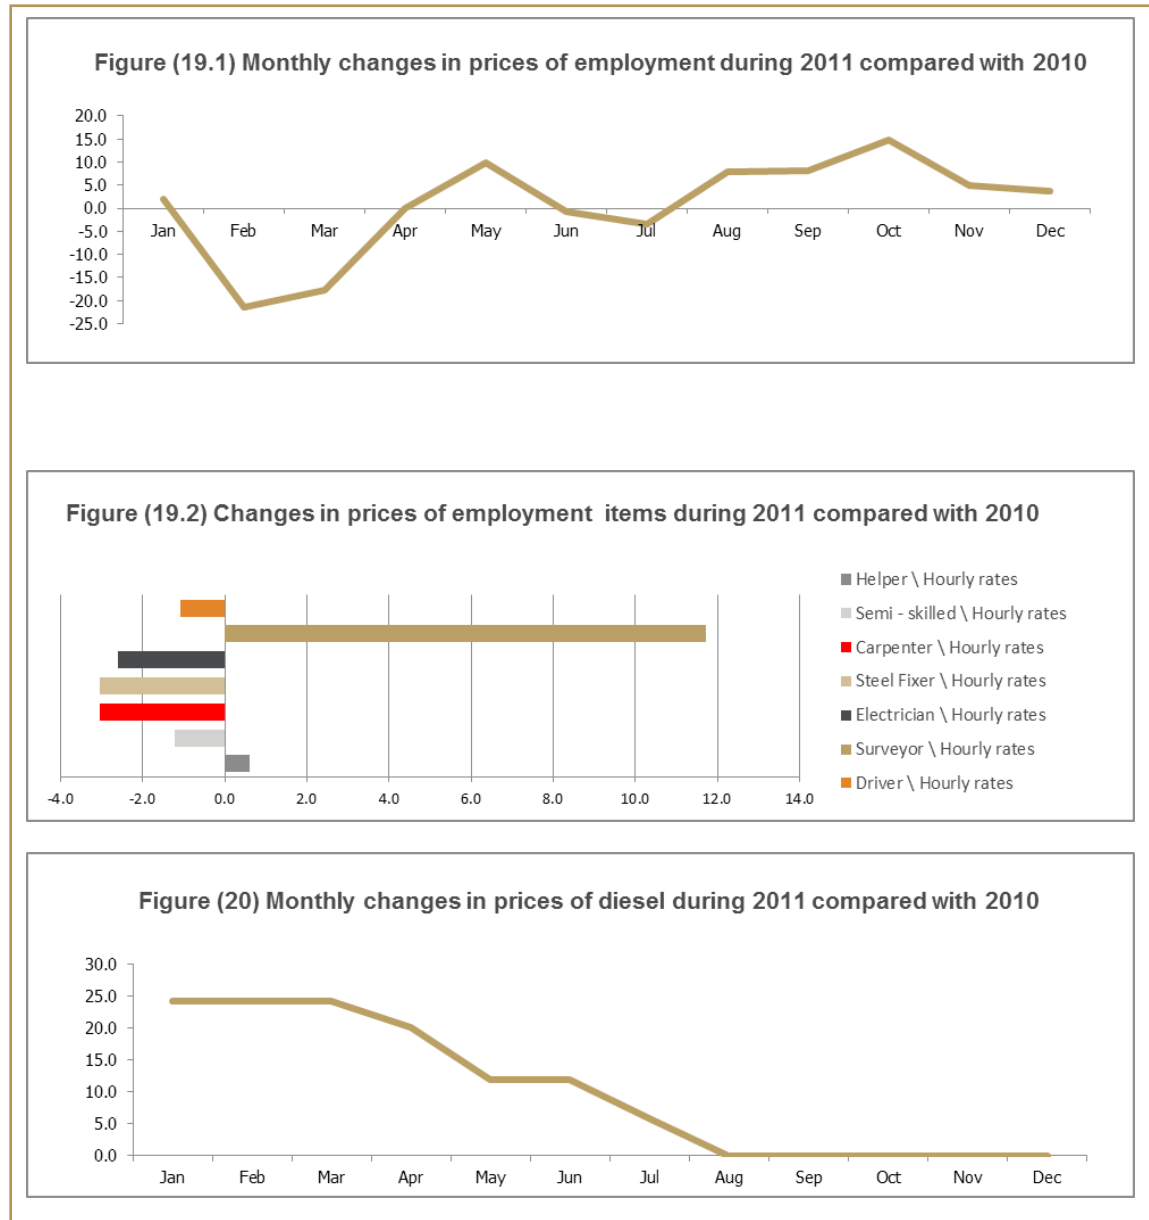 Figure (19.1) Monthly changes in prices of employment during 2011 compared with 2010
20.0
15.0
10.0
5.0
0.0
-5.0
-10.0
-15.0
-20.0
-25.0
Jan Feb Mar Apr May Jun Jul Aug Sep Oct Nov Dec
Figure (19.2) Changes in prices of employment items during 2011 compared with 2010
Helper \ Hourly rates
Semi - skilled \ Hourly rates
Carpenter \ Hourly rates
Steel Fixer \ Hourly rates
Electrician \ Hourly rates
Surveyor \ Hourly rates
Driver \ Hourly rates
-4.0 -2.0 0.0 2.0 4.0 6.0 8.0 10.0 12.0 14.0
Figure (20) Monthly changes in prices of diesel during 2011 compared with 2010
30.0
25.0
20.0
15.0
10.0
5.0
0.0
Jan Feb Mar Apr May Jun Jul Aug Sep Oct Nov Dec